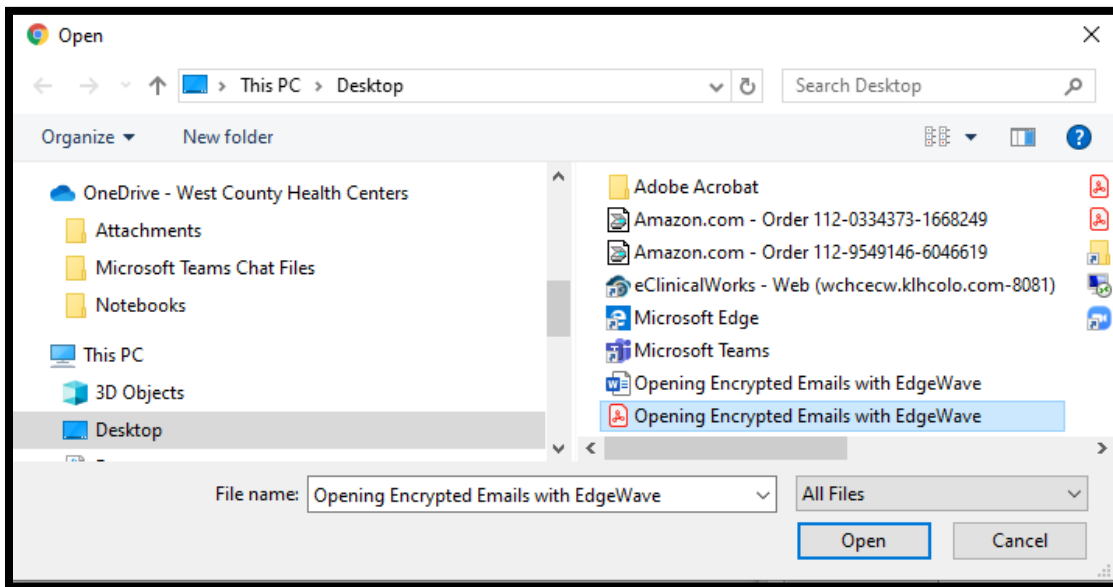 Open
This PC > Desktop
Search Desktop
Organize
New folder
?
OneDrive - West County Health Centers
Attachments
Microsoft Teams Chat Files
Notebooks
This PC
3D Objects
Desktop
Adobe Acrobat
Amazon.com - Order 112-0334373-1668249
Amazon.com - Order 112-9549146-6046619
eClinicalWorks - Web (wchcecw.klhcolo.com-8081)
Microsoft Edge
Microsoft Teams
Opening Encrypted Emails with EdgeWave
Opening Encrypted Emails with EdgeWave
File name: Opening Encrypted Emails with EdgeWave
All Files
Open
Cancel